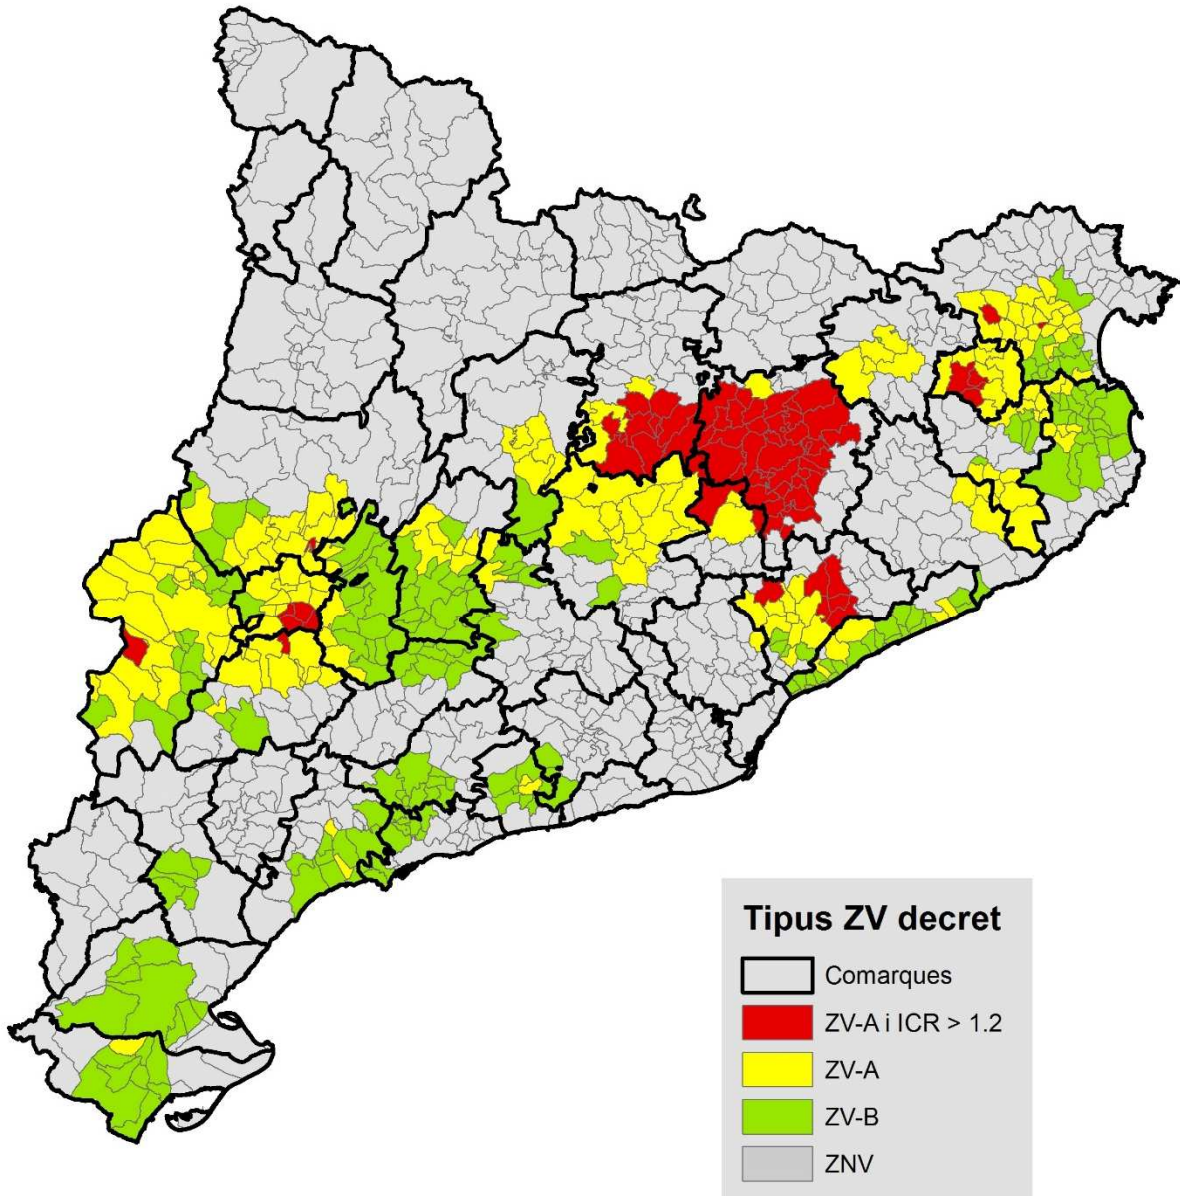 Tipus ZV decret
Comarques
ZV-A i ICR > 1.2
ZV-A
ZV-B
ZNV